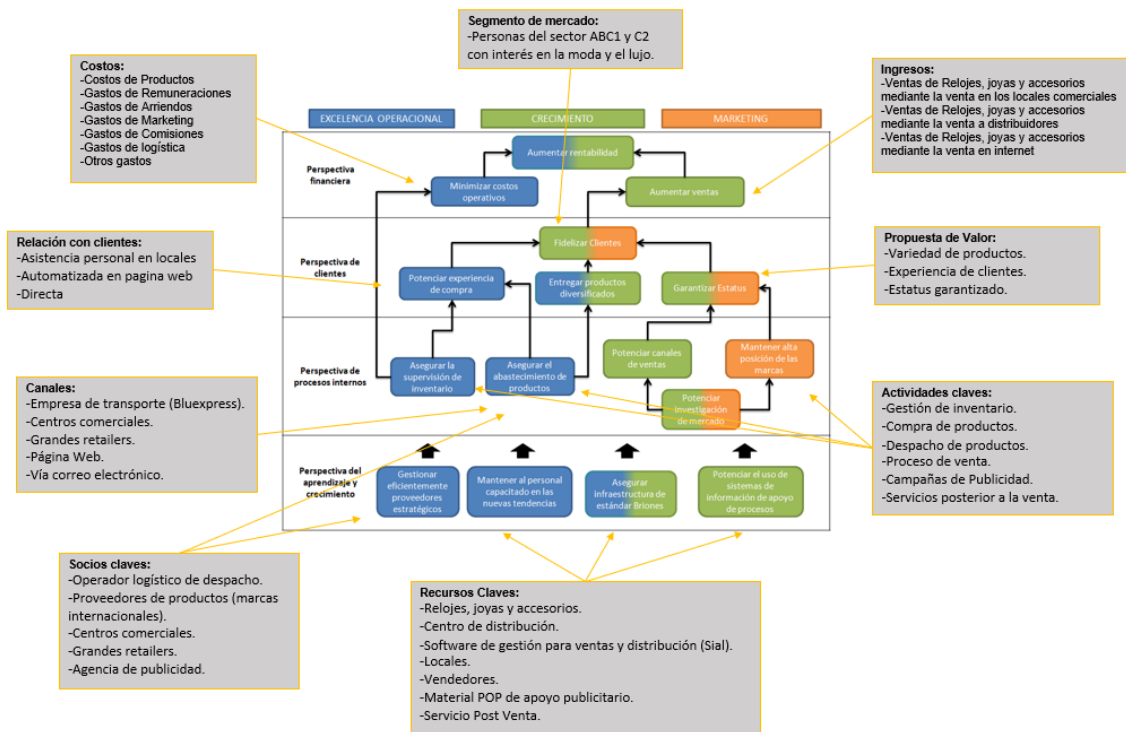 Segmento de mercado:
-Personas del sector ABC1 y C2
con interés en la moda y el lujo.
Costos:
-Costos de Productos
-Gastos de Remuneraciones
-Gastos de Arriendos
-Gastos de Marketing
-Gastos de Comisiones
-Gastos de logística
-Otros gastos
Ingresos:
-Ventas de Relojes, joyas y accesorios
mediante la venta en los locales comerciales
-Ventas de Relojes, joyas y accesorios
mediante la venta a distribuidores
-Ventas de Relojes, joyas y accesorios
mediante la venta en internet
EXCELENCIA OPERACIONAL
CRECIMIENTO
MARKETING
Perspectiva
financiera
Aumentar rentabilidad
Minimizar costos
operativos
Aumentar ventas
Relación con clientes:
-Asistencia personal en locales
-Automatizada en pagina web
-Directa
Perspectiva de
clientes
Fidelizar Clientes
Potenciar experiencia
de compra
Entregar productos
diversificados
Garantizar Estatus
Propuesta de Valor:
-Variedad de productos.
-Experiencia de clientes.
-Estatus garantizado.
Perspectiva de
procesos internos
Asegurar la
supervisión de
inventario
Asegurar el
abastecimiento de
productos
Potenciar canales
de ventas
Mantener alta
posición de las
marcas
Potenciar
investigación
de mercado
Canales:
-Empresa de transporte (Bluexpress).
-Centros comerciales.
-Grandes retailers.
-Página Web.
-Vía correo electrónico.
Actividades claves:
-Gestión de inventario.
-Compra de productos.
-Despacho de productos.
-Proceso de venta.
-Campañas de Publicidad.
-Servicios posterior a la venta.
Perspectiva del
aprendizaje y
crecimiento
Gestionar
eficientemente
proveedores
estratégicos
Mantener al personal
capacitado en las
nuevas tendencias
Asegurar
infraestructura de
estándar Briones
Potenciar el uso de
sistemas de
información de apoyo
de procesos
Socios claves:
-Operador logístico de despacho.
-Proveedores de productos (marcas
internacionales).
-Centros comerciales.
-Grandes retailers.
-Agencia de publicidad.
Recursos Claves:
-Relojes, joyas y accesorios.
-Centro de distribución.
-Software de gestión para ventas y distribución (Sial).
-Locales.
-Vendedores.
-Material POP de apoyo publicitario.
-Servicio Post Venta.